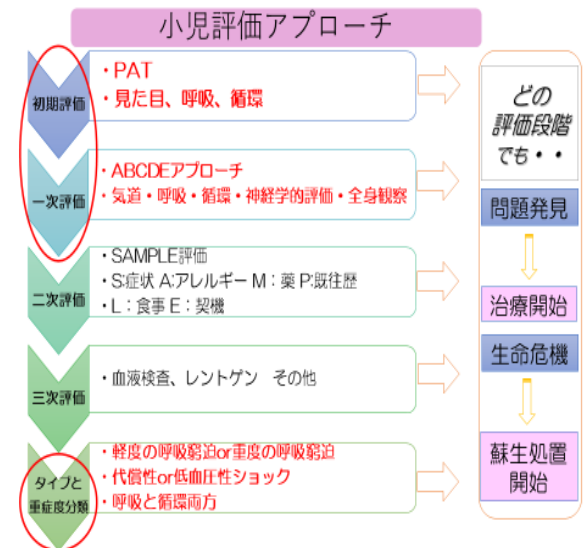 小児評価アプローチ
初期評価
・PAT
・見た目、呼吸、循環
一次評価
・ABCDEアプローチ
・気道・呼吸・循環・神経学的評価・全身観察
二次評価
・SAMPLE評価
・S:症状 A:アレルギー M:薬 P:既往歴
・L:食事 E:契機
三次評価
・血液検査、レントゲン その他
タイプと
重症度分類
・軽度の呼吸窮迫or重度の呼吸窮迫
・代償性or低血圧性ショック
・呼吸と循環両方
どの
評価段階
でも・・
問題発見
治療開始
生命危機
蘇生処置
開始